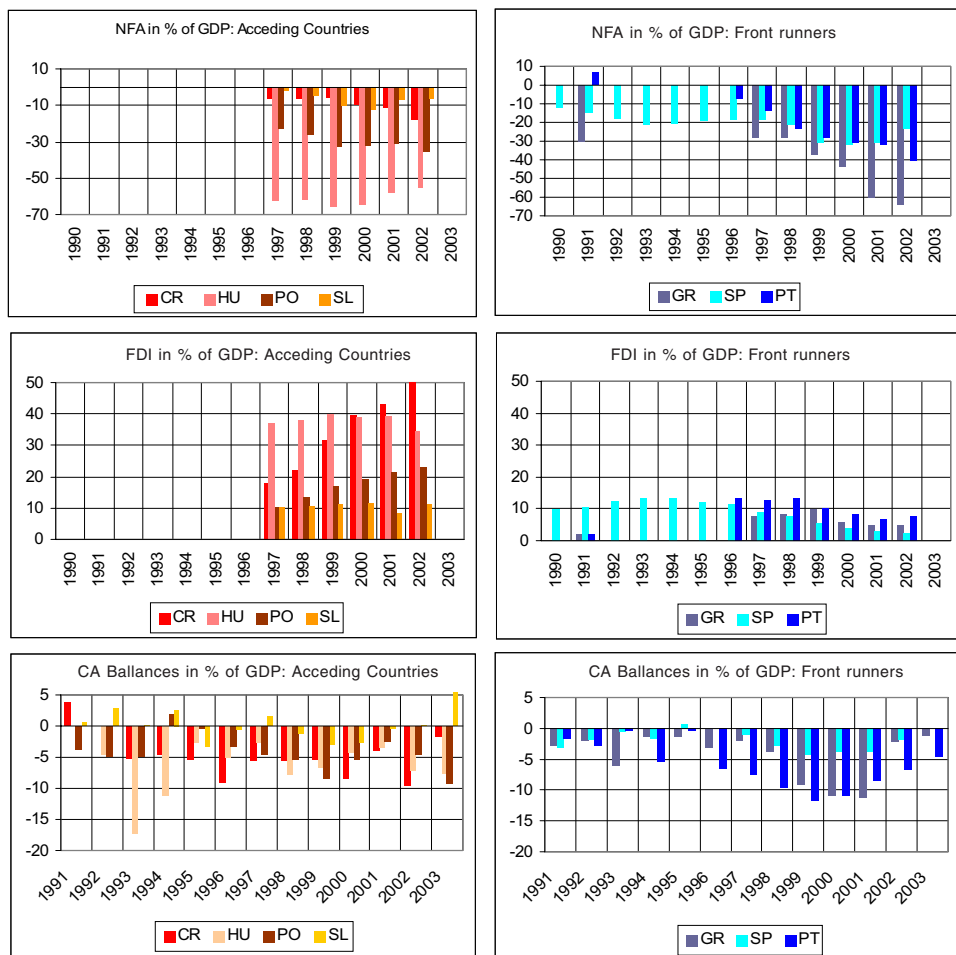 NFA in % of GDP: Acceding Countries
10
-10
-30
-50
-70
1990 1991 1992 1993 1994 1995 1996 1997 1998 1999 2000 2001 2002 2003
CR HU PO SL
NFA in % of GDP: Front runners
10
0
-10
-20
-30
-40
-50
-60
-70
1990 1991 1992 1993 1994 1995 1996 1997 1998 1999 2000 2001 2002 2003
GR SP PT
FDI in % of GDP: Acceding Countries
50
40
30
20
10
0
1990 1991 1992 1993 1994 1995 1996 1997 1998 1999 2000 2001 2002 2003
CR HU PO SL
FDI in % of GDP: Front runners
50
40
30
20
10
0
1990 1991 1992 1993 1994 1995 1996 1997 1998 1999 2000 2001 2002 2003
GR SP PT
CA Ballances in % of GDP: Acceding Countries
5
0
-5
-10
-15
-20
1991 1992 1993 1994 1995 1996 1997 1998 1999 2000 2001 2002 2003
CR HU PO SL
CA Ballances in % of GDP: Front runners
5
0
-5
-10
-15
-20
1991 1992 1993 1994 1995 1996 1997 1998 1999 2000 2001 2002 2003
GR SP PT